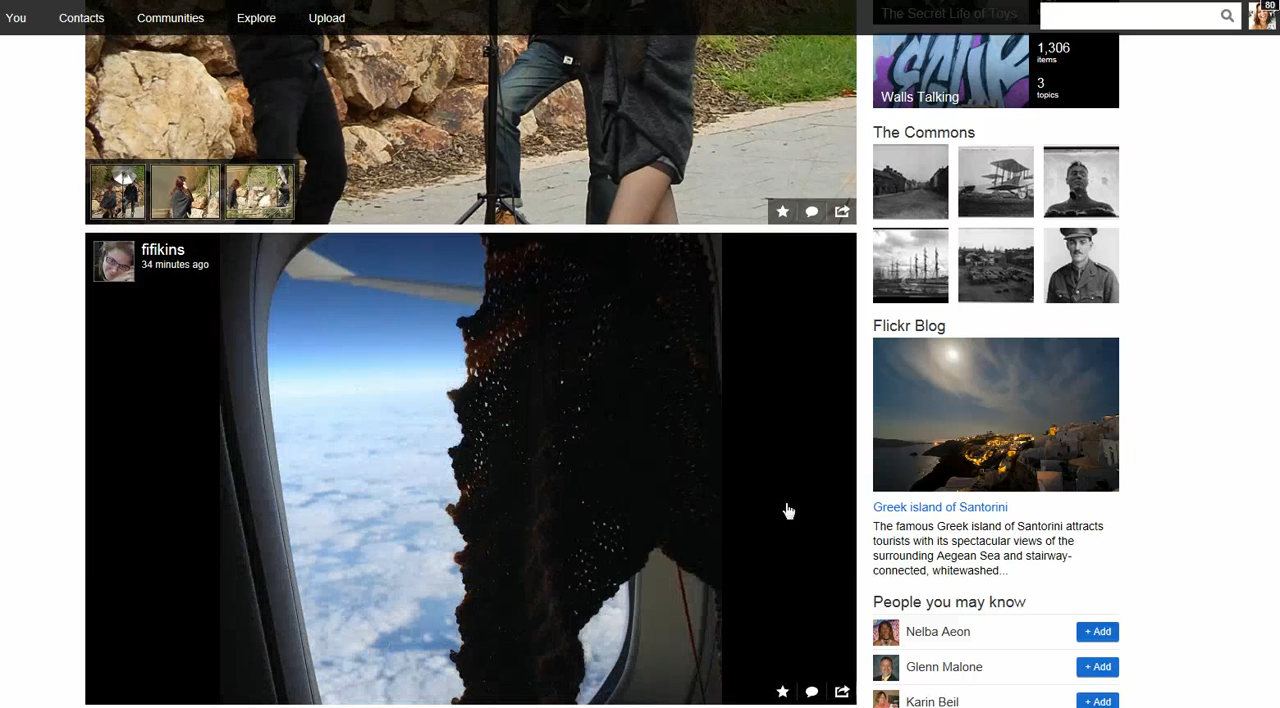 You Contacts Communities Explore Upload
80
The Secret Life of Toys
1,306
items
3
topics
Walls Talking
The Commons
fifikins
34 minutes ago
Flickr Blog
Greek island of Santorini
The famous Greek island of Santorini attracts
tourists with its spectacular views of the
surrounding Aegean Sea and stairway-
connected, whitewashed...
People you may know
Nelba Aeon + Add
Glenn Malone + Add
Karin Beil + Add